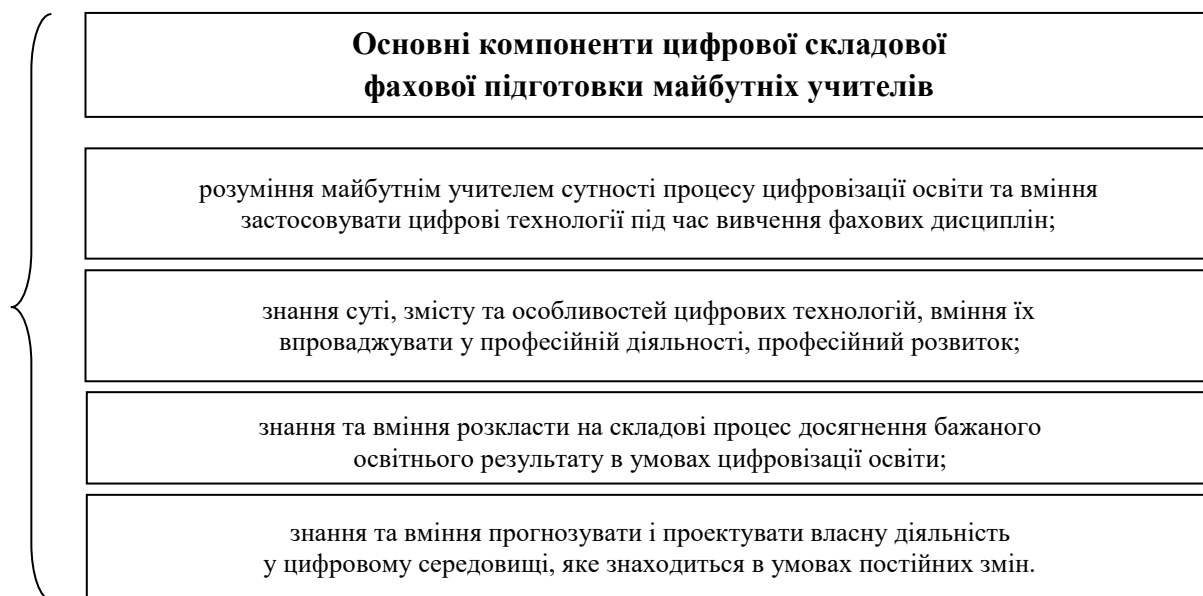 Основні компоненти цифрової складової
фахової підготовки майбутніх учителів
розуміння майбутнім учителем сутності процесу цифровізації освіти та вміння
застосовувати цифрові технології під час вивчення фахових дисциплін;
знання суті, змісту та особливостей цифрових технологій, вміння їх
впроваджувати у професійній діяльності, професійний розвиток;
знання та вміння розкласти на складові процес досягнення бажаного
освітнього результату в умовах цифровізації освіти;
знання та вміння прогнозувати і проектувати власну діяльність
у цифровому середовищі, яке знаходиться в умовах постійних змін.